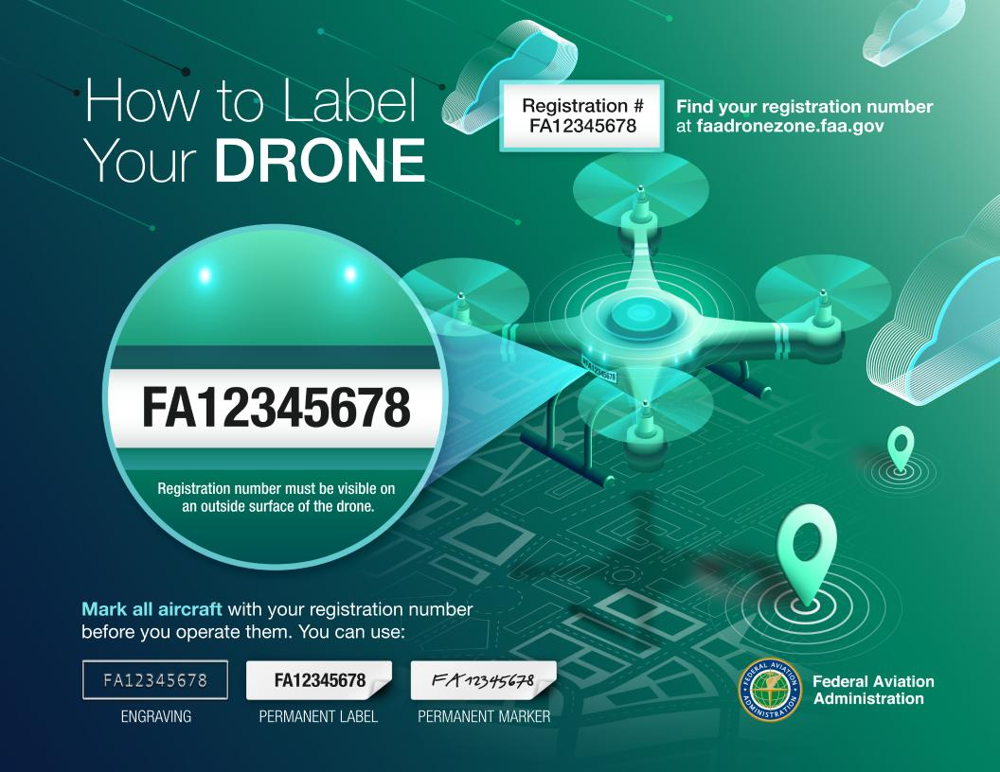 How to Label
Your DRONE
Registration #
FA12345678
Find your registration number
at faadronezone.faa.gov
#FA12345678
FA12345678
Registration number must be visible on
an outside surface of the drone.
Mark all aircraft with your registration number
before you operate them. You can use:
FA12345678
ENGRAVING
FA12345678
PERMANENT LABEL
FA12345678
PERMANENT MARKER
FEDERAL AVIATION
ADMINISTRATION
Federal Aviation
Administration